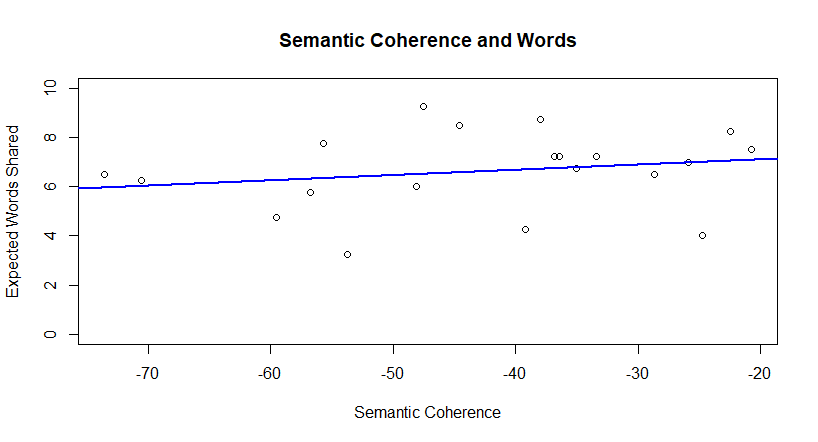 Semantic Coherence and Words
Expected Words Shared
10
8
6
4
2
0
-70 -60 -50 -40 -30 -20
Semantic Coherence